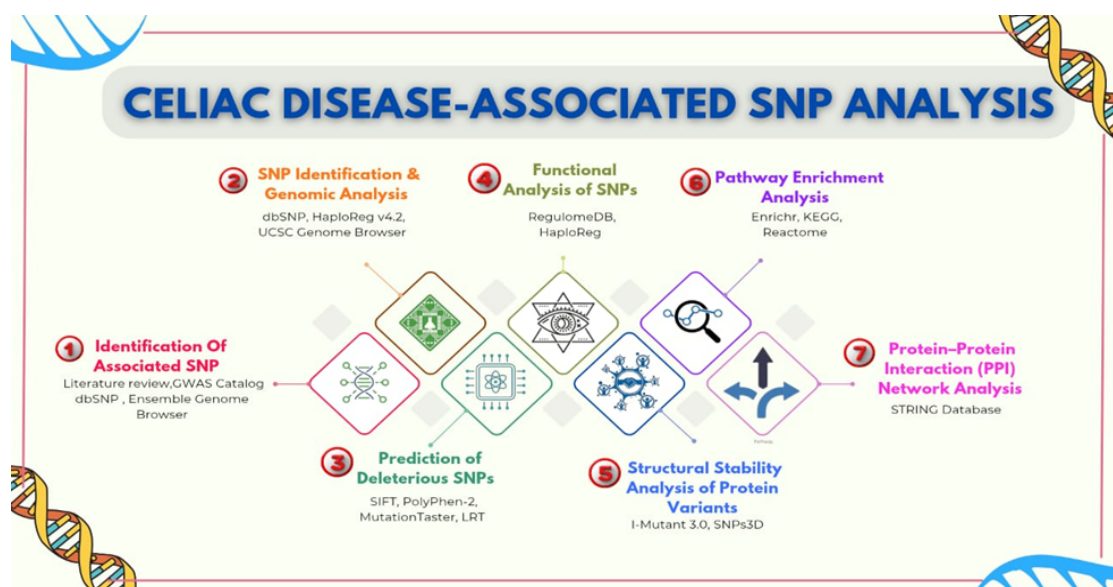 CELIAC DISEASE-ASSOCIATED SNP ANALYSIS
1
Identification Of
Associated SNP
Literature review,GWAS Catalog
dbSNP , Ensemble Genome
Browser
2
SNP Identification &
Genomic Analysis
dbSNP, HaploReg v4.2,
UCSC Genome Browser
3
Prediction of
Deleterious SNPs
SIFT, PolyPhen-2,
MutationTaster, LRT
4
Functional
Analysis of SNPs
RegulomeDB,
HaploReg
5
Structural Stability
Analysis of Protein
Variants
I-Mutant 3.0, SNPs3D
6
Pathway Enrichment
Analysis
Enrichr, KEGG,
Reactome
7
Protein–Protein
Interaction (PPI)
Network Analysis
STRING Database
Pathway